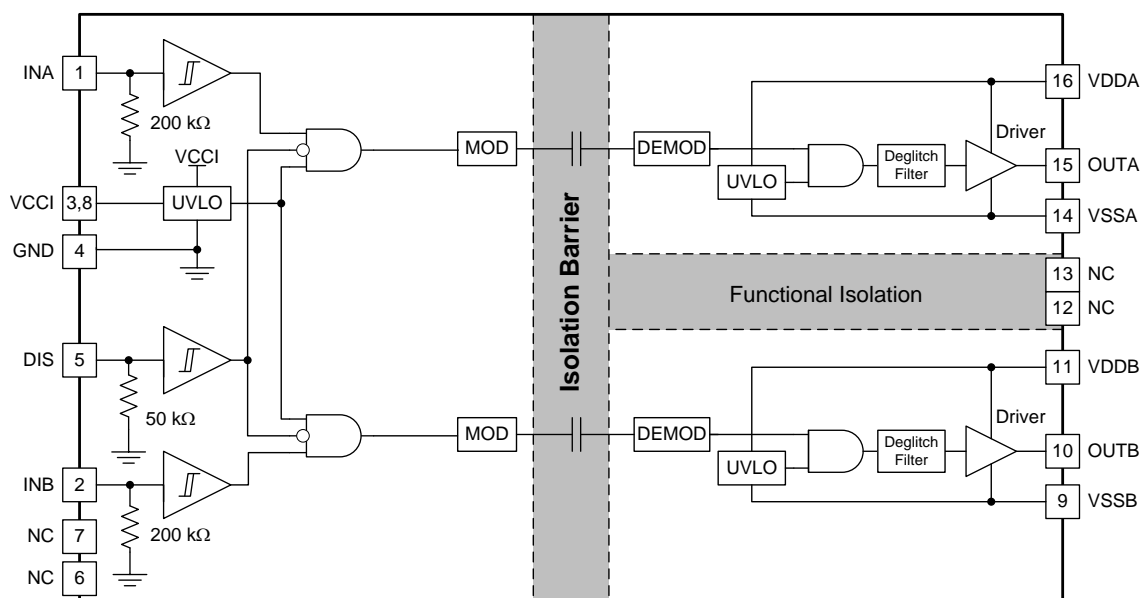 INA 1
200 kΩ
VCCI
VCCI 3,8
UVLO
GND 4
DIS 5
50 kΩ
INB 2
200 kΩ
NC 7
NC 6
MOD
MOD
Isolation Barrier
DEMOD
UVLO
Deglitch
Filter
Driver
16 VDDA
15 OUTA
14 VSSA
Functional Isolation
13 NC
12 NC
DEMOD
UVLO
Deglitch
Filter
Driver
11 VDDB
10 OUTB
9 VSSB